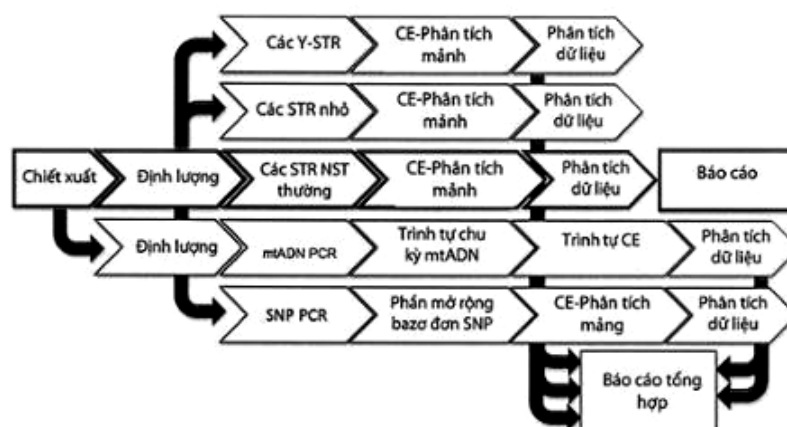 Các Y-STR
CE-Phân tích
mảnh
Phân tích
dữ liệu
Các STR nhỏ
CE-Phân tích
mảnh
Phân tích
dữ liệu
Chiết xuất
Định lượng
Các STR NST
thường
CE-Phân tích
mảnh
Phân tích
dữ liệu
Báo cáo
Định lượng
mtADN PCR
Trình tự chu
kỳ mtADN
Trình tự CE
Phân tích
dữ liệu
SNP PCR
Phần mở rộng
bazơ đơn SNP
CE-Phân tích
mảng
Phân tích
dữ liệu
Báo cáo tổng
hợp